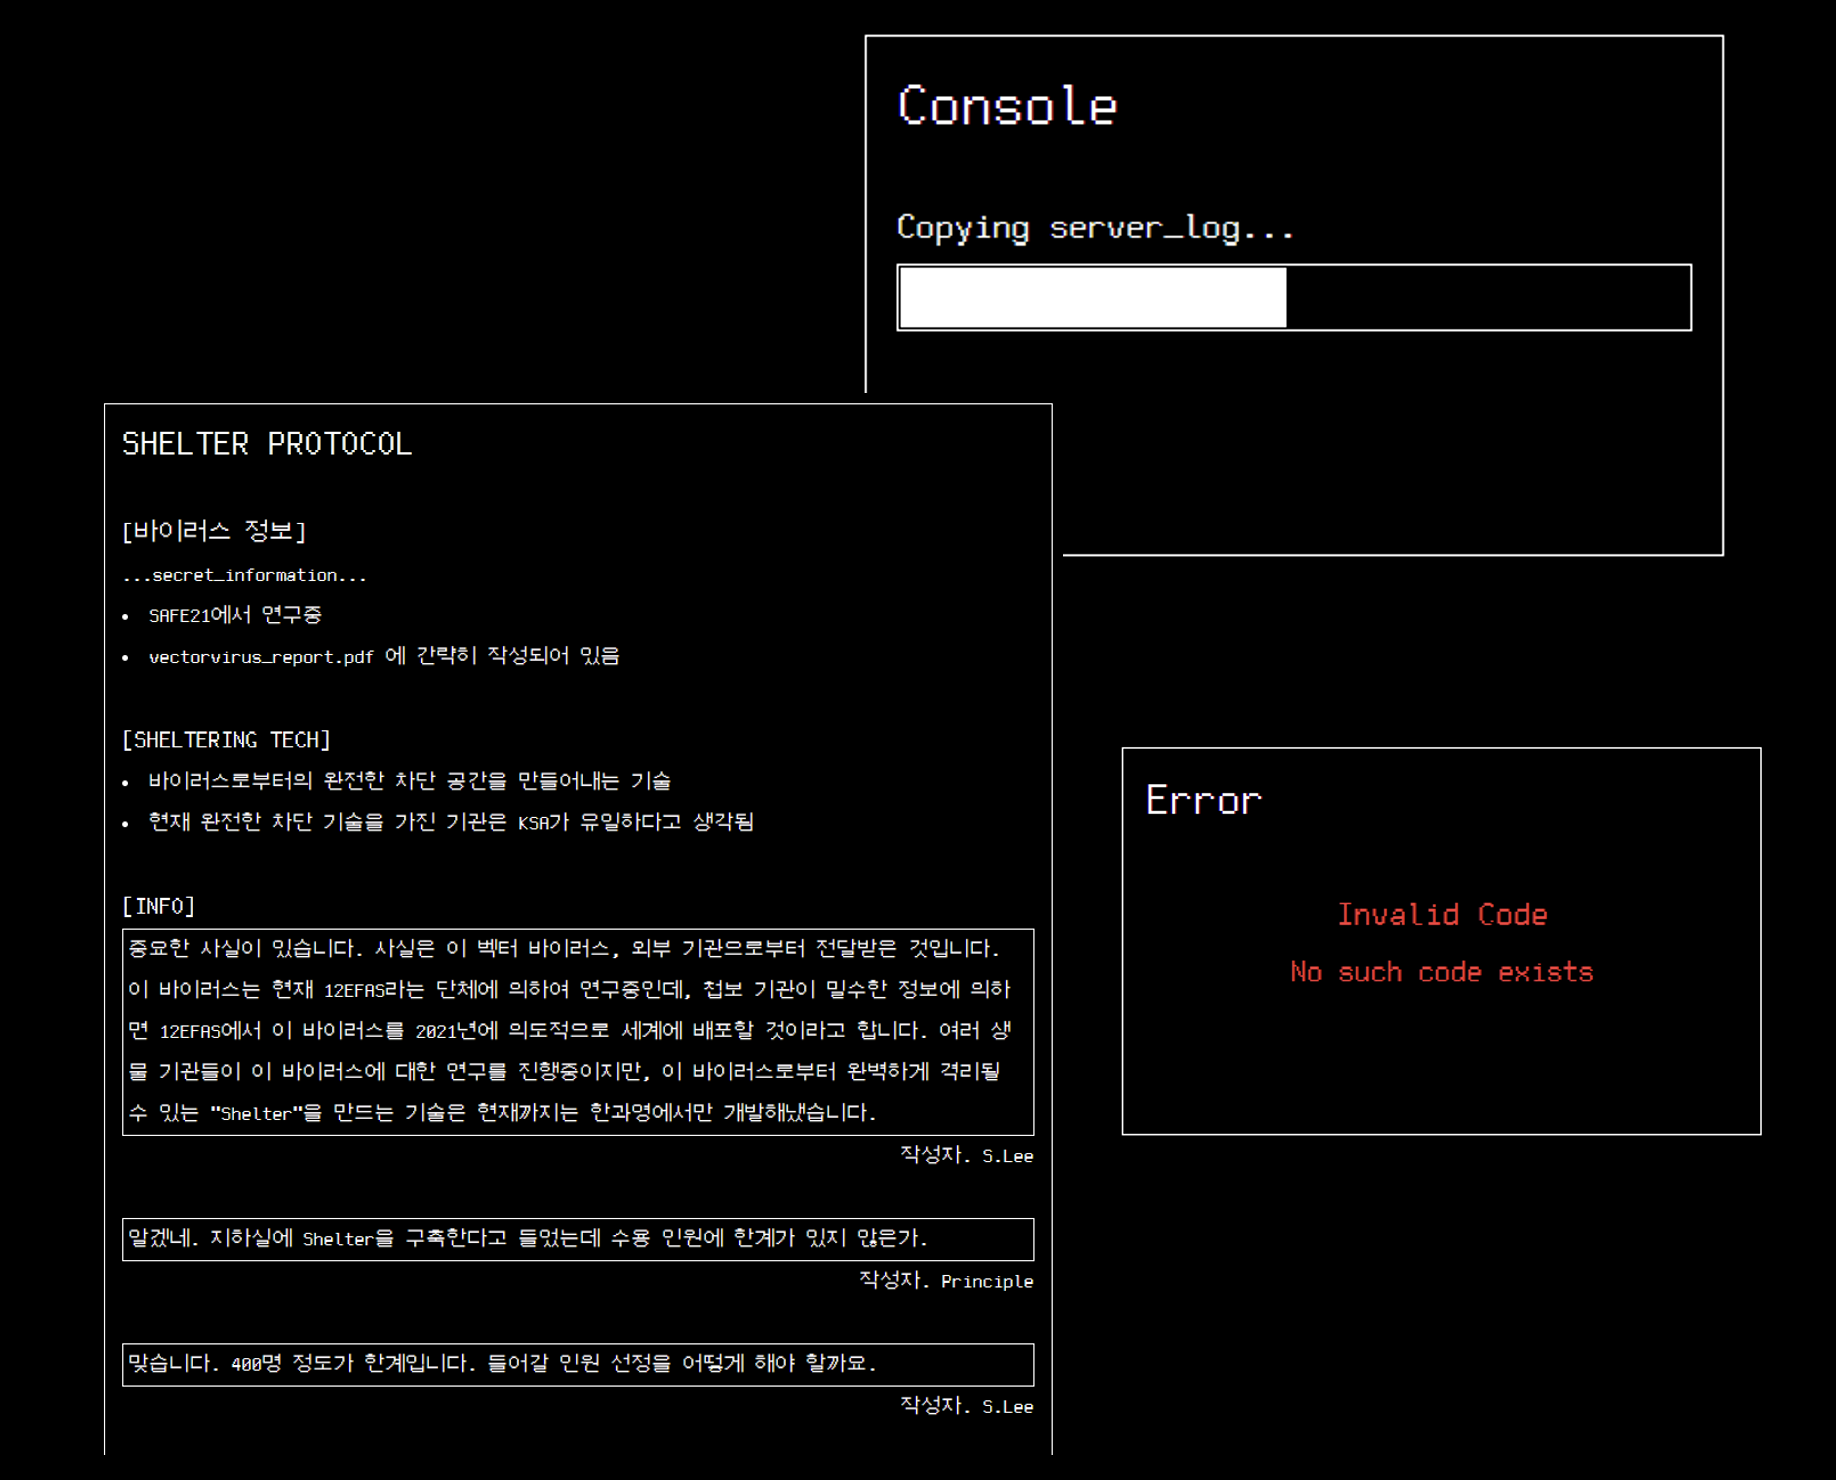 Console
Copying server_log...
SHELTER PROTOCOL
[바이러스 정보]
...secret_information...
• SAFE21에서 연구중
• vectorvirus_report.pdf 에 간략히 작성되어 있음
[SHELTERING TECH]
• 바이러스로부터의 완전한 차단 공간을 만들어내는 기술
• 현재 완전한 차단 기술을 가진 기관은 KSA가 유일하다고 생각됨
[INFO]
중요한 사실이 있습니다. 사실은 이 벡터 바이러스, 외부 기관으로부터 전달받은 것입니다.
이 바이러스는 현재 12EFAS라는 단체에 의하여 연구중인데, 첩보 기관이 밀수한 정보에 의하
면 12EFAS에서 이 바이러스를 2021년에 의도적으로 세계에 배포할 것이라고 합니다. 여러 생
물 기관들이 이 바이러스에 대한 연구를 진행중이지만, 이 바이러스로부터 완벽하게 격리될
수 있는 "Shelter"을 만드는 기술은 현재까지는 한과영에서만 개발해냈습니다.
작성자. S.Lee
알겠네. 지하실에 Shelter을 구축한다고 들었는데 수용 인원에 한계가 있지 않은가.
작성자. Principle
맞습니다. 400명 정도가 한계입니다. 들어갈 인원 선정을 어떻게 해야 할까요.
작성자. S.Lee
Error
Invalid Code
No such code exists